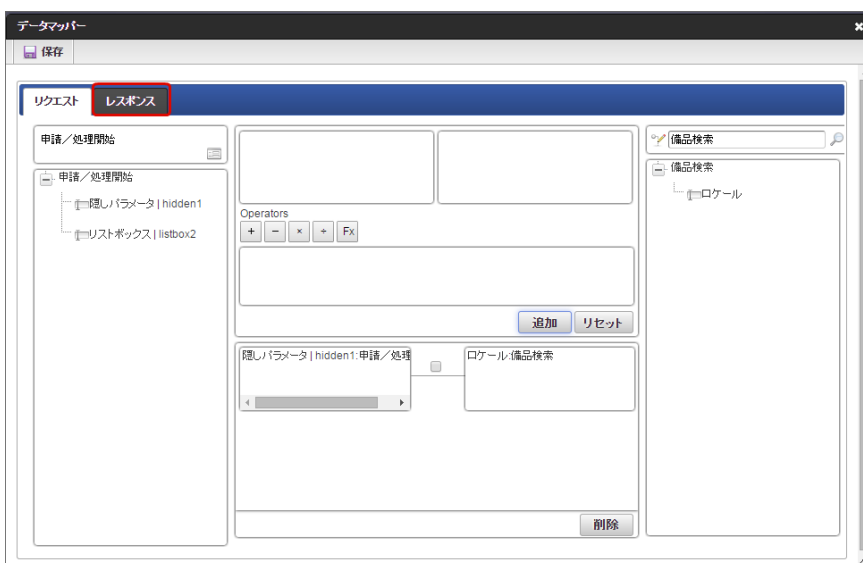 データマッパー
保存
リクエスト レスポンス
申請／処理開始
申請／処理開始
隠しパラメータ | hidden1
リストボックス | listbox2
Operators
+ − × ÷ Fx
追加 リセット
隠しパラメータ | hidden1:申請／処理
ロケール:備品検索
削除
備品検索
備品検索
ロケール